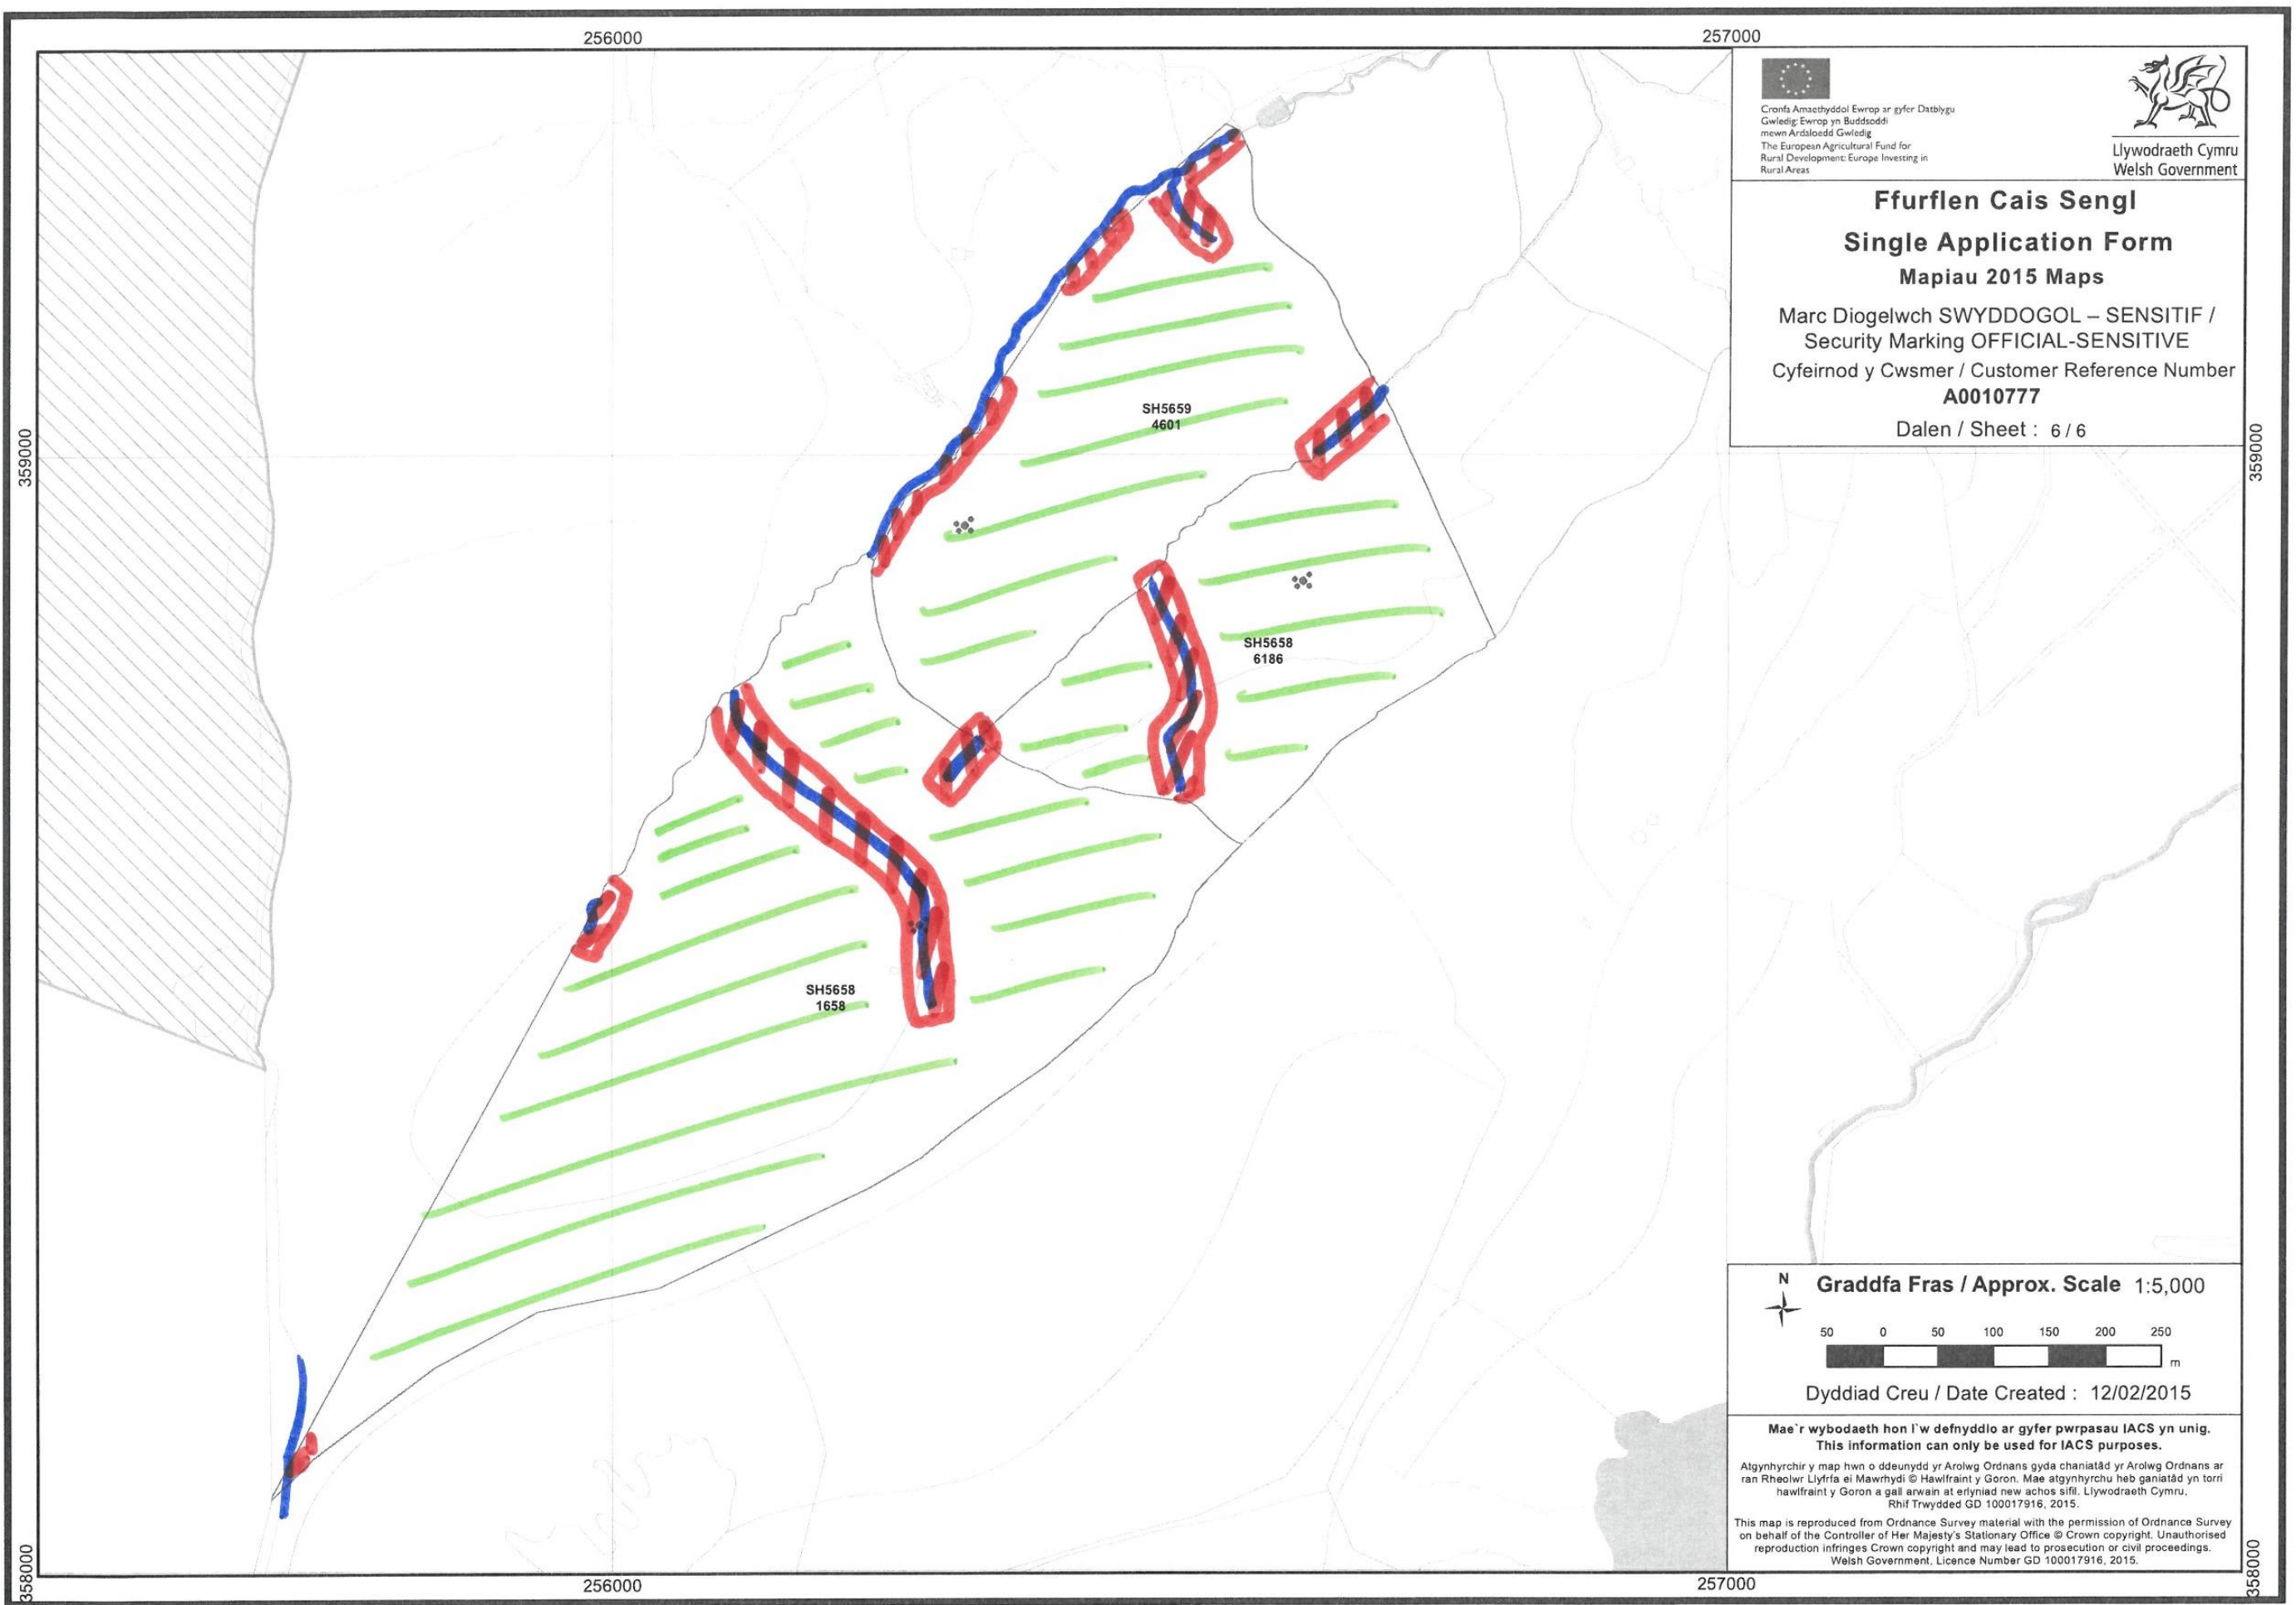 256000
257000
Cronfa Amaethyddol Ewrop ar gyfer Datblygu
Gwledig: Ewrop yn Buddsoddi
mewn Ardaloedd Gwledig
The European Agricultural Fund for
Rural Development: Europe Investing in
Rural Areas
Llywodraeth Cymru
Welsh Government
Ffurflen Cais Sengl
Single Application Form
Mapiau 2015 Maps
Marc Diogelwch SWYDDOGOL – SENSITIF /
Security Marking OFFICIAL-SENSITIVE
Cyfeirnod y Cwsmer / Customer Reference Number
A0010777
Dalen / Sheet : 6 / 6
359000
359000
SH5659
4601
SH5658
6186
SH5658
1658
N
Graddfa Fras / Approx. Scale 1:5,000
50 0 50 100 150 200 250
m
Dyddiad Creu / Date Created : 12/02/2015
Mae`r wybodaeth hon i`w defnyddio ar gyfer pwrpasau IACS yn unig.
This information can only be used for IACS purposes.
Atgynhyrchir y map hwn o ddeunydd yr Arolwg Ordnans gyda chaniatâd yr Arolwg Ordnans ar
ran Rheolwr Llyfrfa ei Mawrhydi © Hawlfraint y Goron. Mae atgynhyrchu heb ganiatâd yn torri
hawlfraint y Goron a gall arwain at erlyniad new achos sifil. Llywodraeth Cymru,
Rhif Trwydded GD 100017916, 2015.
This map is reproduced from Ordnance Survey material with the permission of Ordnance Survey
on behalf of the Controller of Her Majesty's Stationary Office © Crown copyright. Unauthorised
reproduction infringes Crown copyright and may lead to prosecution or civil proceedings.
Welsh Government, Licence Number GD 100017916, 2015.
358000
358000
256000
257000